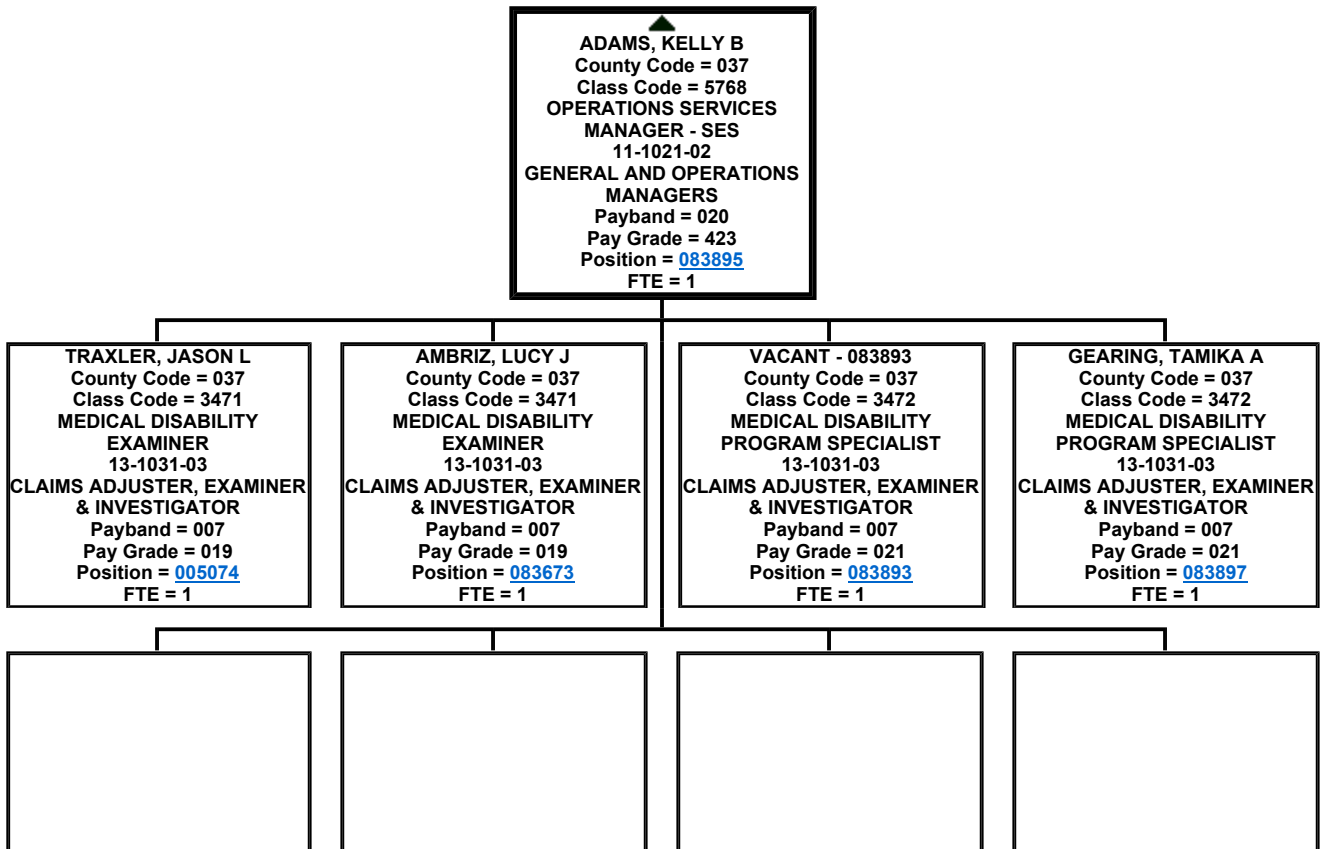 ADAMS, KELLY B
County Code = 037
Class Code = 5768
OPERATIONS SERVICES
MANAGER - SES
11-1021-02
GENERAL AND OPERATIONS
MANAGERS
Payband = 020
Pay Grade = 423
Position = 083895
FTE = 1
TRAXLER, JASON L
County Code = 037
Class Code = 3471
MEDICAL DISABILITY
EXAMINER
13-1031-03
CLAIMS ADJUSTER, EXAMINER
& INVESTIGATOR
Payband = 007
Pay Grade = 019
Position = 005074
FTE = 1
AMBRIZ, LUCY J
County Code = 037
Class Code = 3471
MEDICAL DISABILITY
EXAMINER
13-1031-03
CLAIMS ADJUSTER, EXAMINER
& INVESTIGATOR
Payband = 007
Pay Grade = 019
Position = 083673
FTE = 1
VACANT - 083893
County Code = 037
Class Code = 3472
MEDICAL DISABILITY
PROGRAM SPECIALIST
13-1031-03
CLAIMS ADJUSTER, EXAMINER
& INVESTIGATOR
Payband = 007
Pay Grade = 021
Position = 083893
FTE = 1
GEARING, TAMIKA A
County Code = 037
Class Code = 3472
MEDICAL DISABILITY
PROGRAM SPECIALIST
13-1031-03
CLAIMS ADJUSTER, EXAMINER
& INVESTIGATOR
Payband = 007
Pay Grade = 021
Position = 083897
FTE = 1